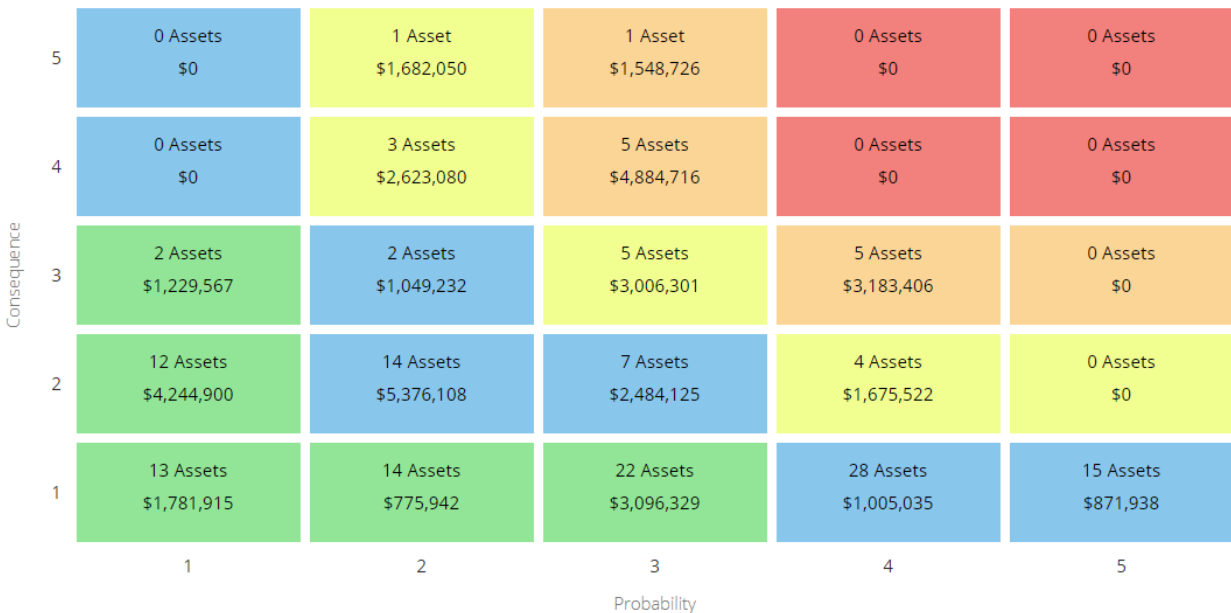 5
0 Assets
$0
1 Asset
$1,682,050
1 Asset
$1,548,726
0 Assets
$0
0 Assets
$0
4
0 Assets
$0
3 Assets
$2,623,080
5 Assets
$4,884,716
0 Assets
$0
0 Assets
$0
Consequence
3
2 Assets
$1,229,567
2 Assets
$1,049,232
5 Assets
$3,006,301
5 Assets
$3,183,406
0 Assets
$0
2
12 Assets
$4,244,900
14 Assets
$5,376,108
7 Assets
$2,484,125
4 Assets
$1,675,522
0 Assets
$0
1
13 Assets
$1,781,915
14 Assets
$775,942
22 Assets
$3,096,329
28 Assets
$1,005,035
15 Assets
$871,938
1
2
3
4
5
Probability